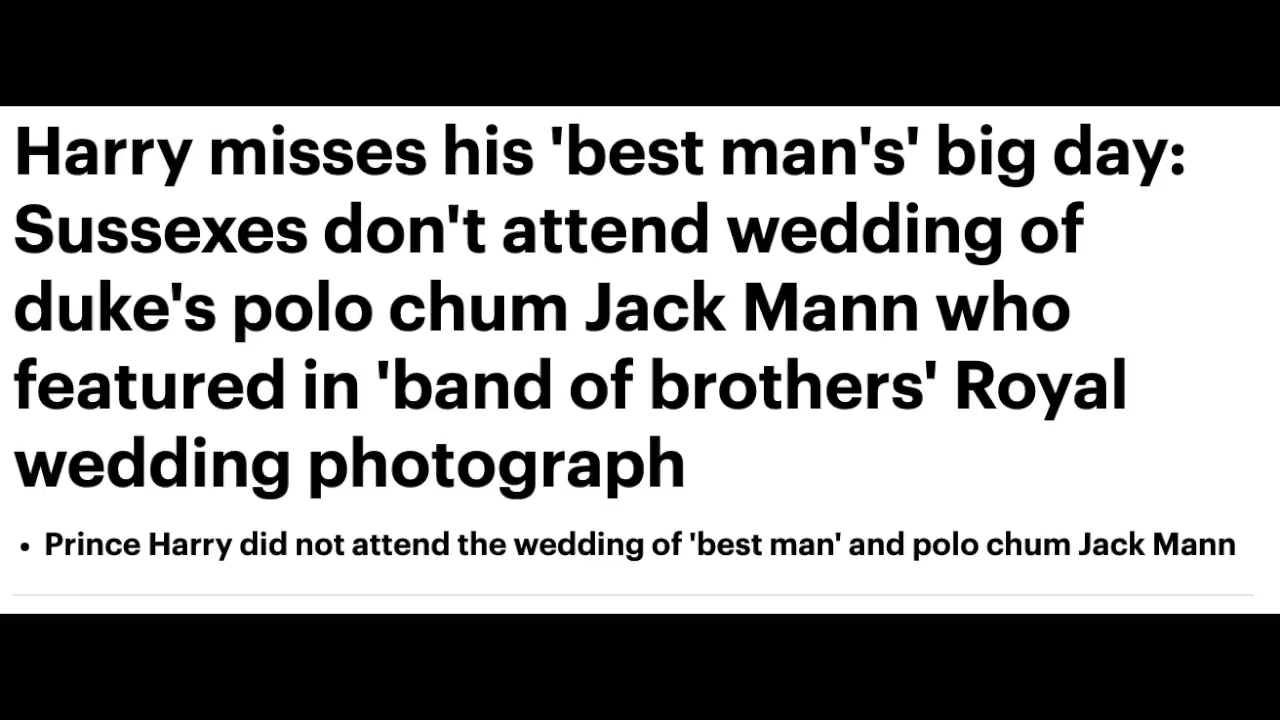 Harry misses his 'best man's' big day:
Sussexes don't attend wedding of
duke's polo chum Jack Mann who
featured in 'band of brothers' Royal
wedding photograph
• Prince Harry did not attend the wedding of 'best man' and polo chum Jack Mann